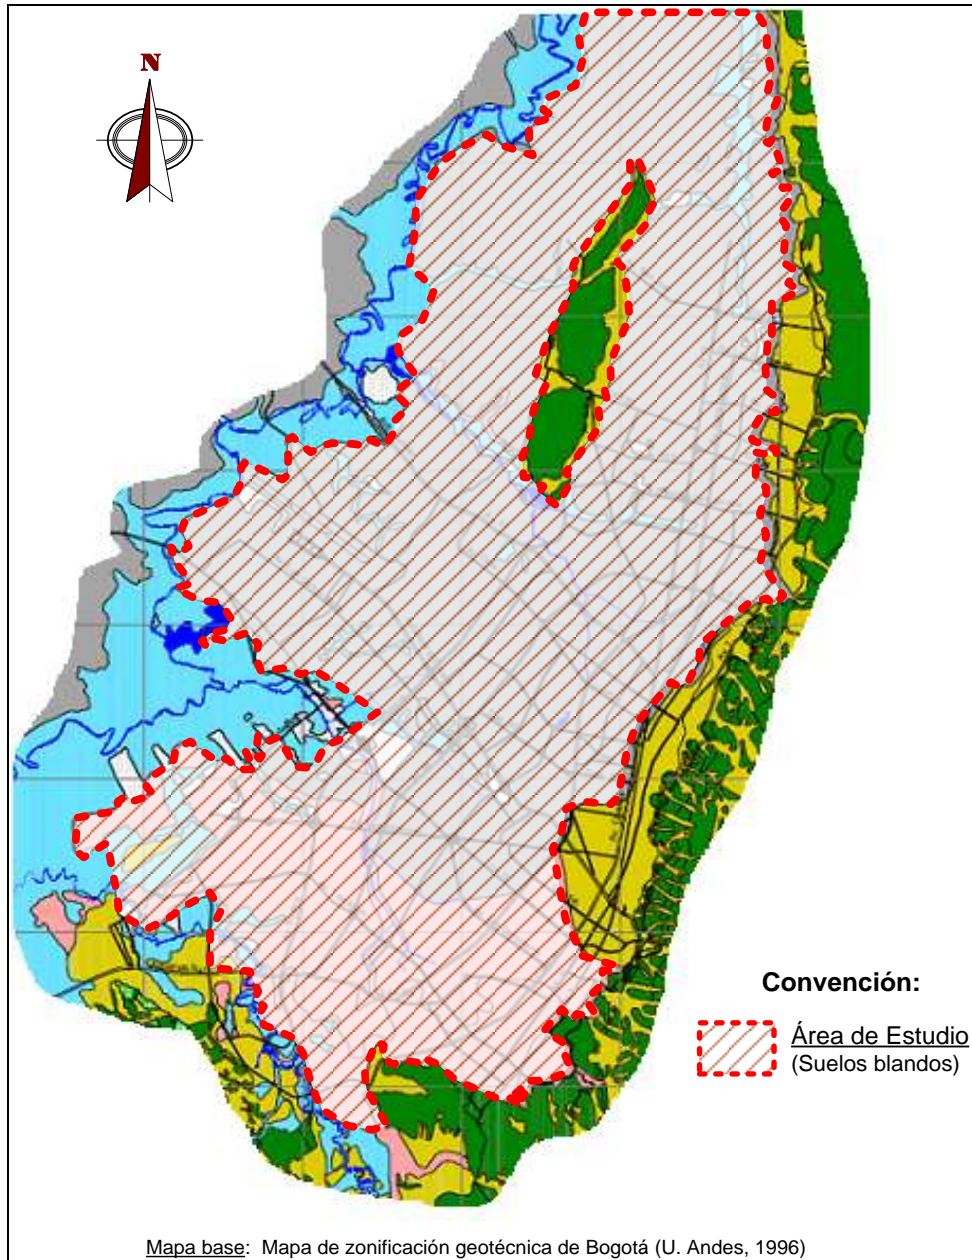 N
Convención:
Área de Estudio
(Suelos blandos)
Mapa base: Mapa de zonificación geotécnica de Bogotá (U. Andes, 1996)